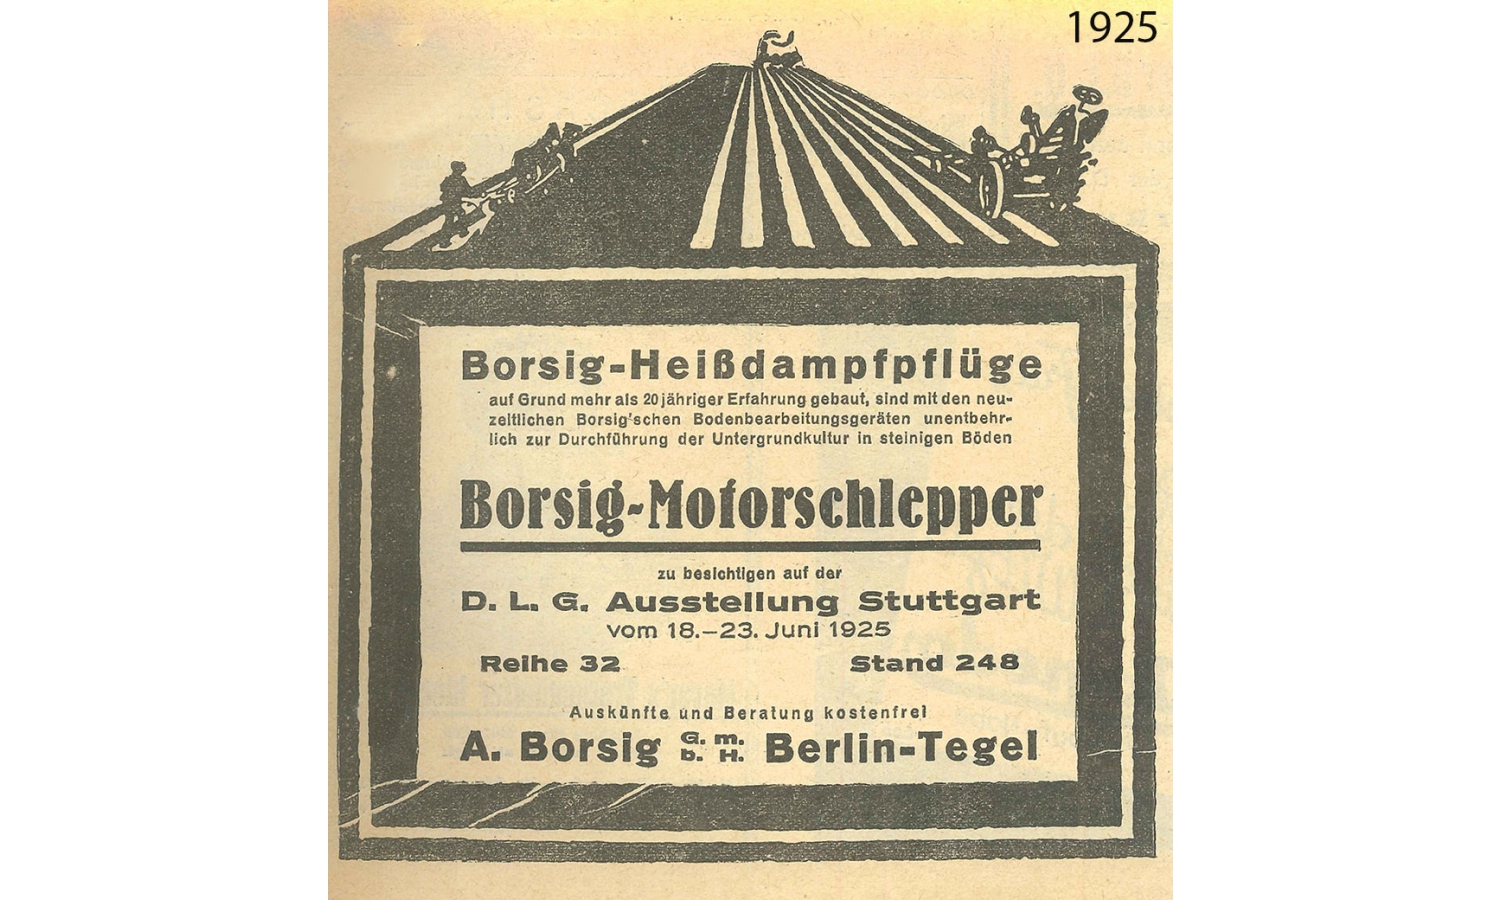 1925
Borsig-Heißdampfpflüge
auf Grund mehr als 20jähriger Erfahrung gebaut, sind mit den neu-
zeitlichen Borsig'schen Bodenbearbeitungsgeräten unentbehr-
lich zur Durchführung der Untergrundkultur in steinigen Böden
Borsig-Motorschlepper
zu besichtigen auf der
D. L. G. Ausstellung Stuttgart
vom 18.–23. Juni 1925
Reihe 32 Stand 248
Auskünfte und Beratung kostenfrei
A. Borsig G. m. b. H. Berlin-Tegel